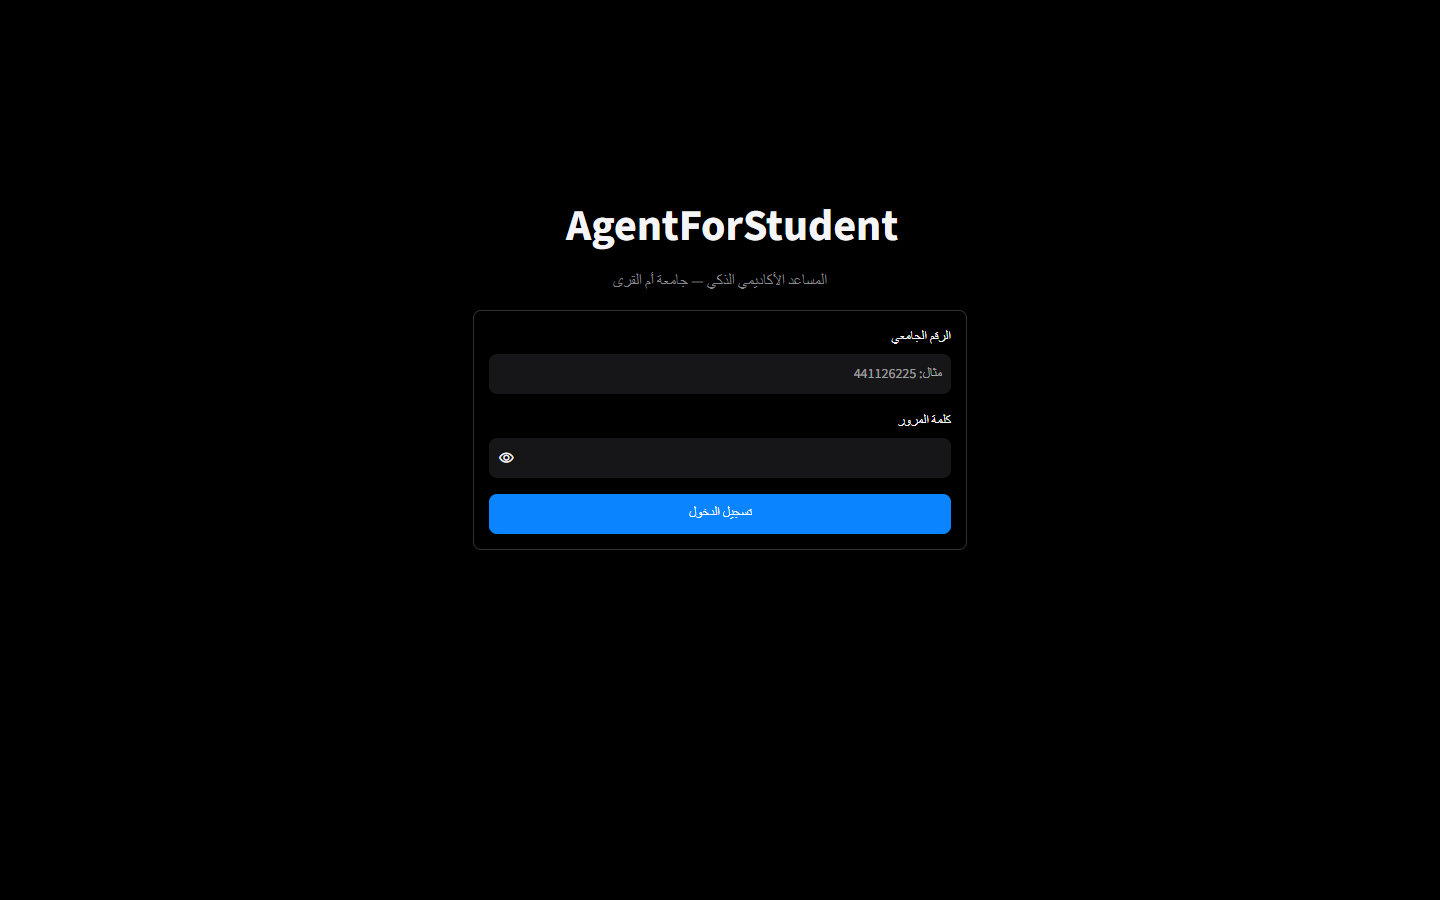 AgentForStudent
المساعد الأكاديمي الذكي — جامعة أم القرى
الرقم الجامعي
مثال: 441126225
كلمة المرور
تسجيل الدخول